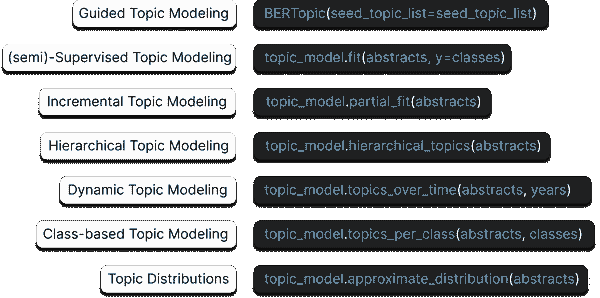 Guided Topic Modeling BERTopic(seed_topic_list=seed_topic_list)
(semi)-Supervised Topic Modeling topic_model.fit(abstracts, y=classes)
Incremental Topic Modeling topic_model.partial_fit(abstracts)
Hierarchical Topic Modeling topic_model.hierarchical_topics(abstracts)
Dynamic Topic Modeling topic_model.topics_over_time(abstracts, years)
Class-based Topic Modeling topic_model.topics_per_class(abstracts, classes)
Topic Distributions topic_model.approximate_distribution(abstracts)